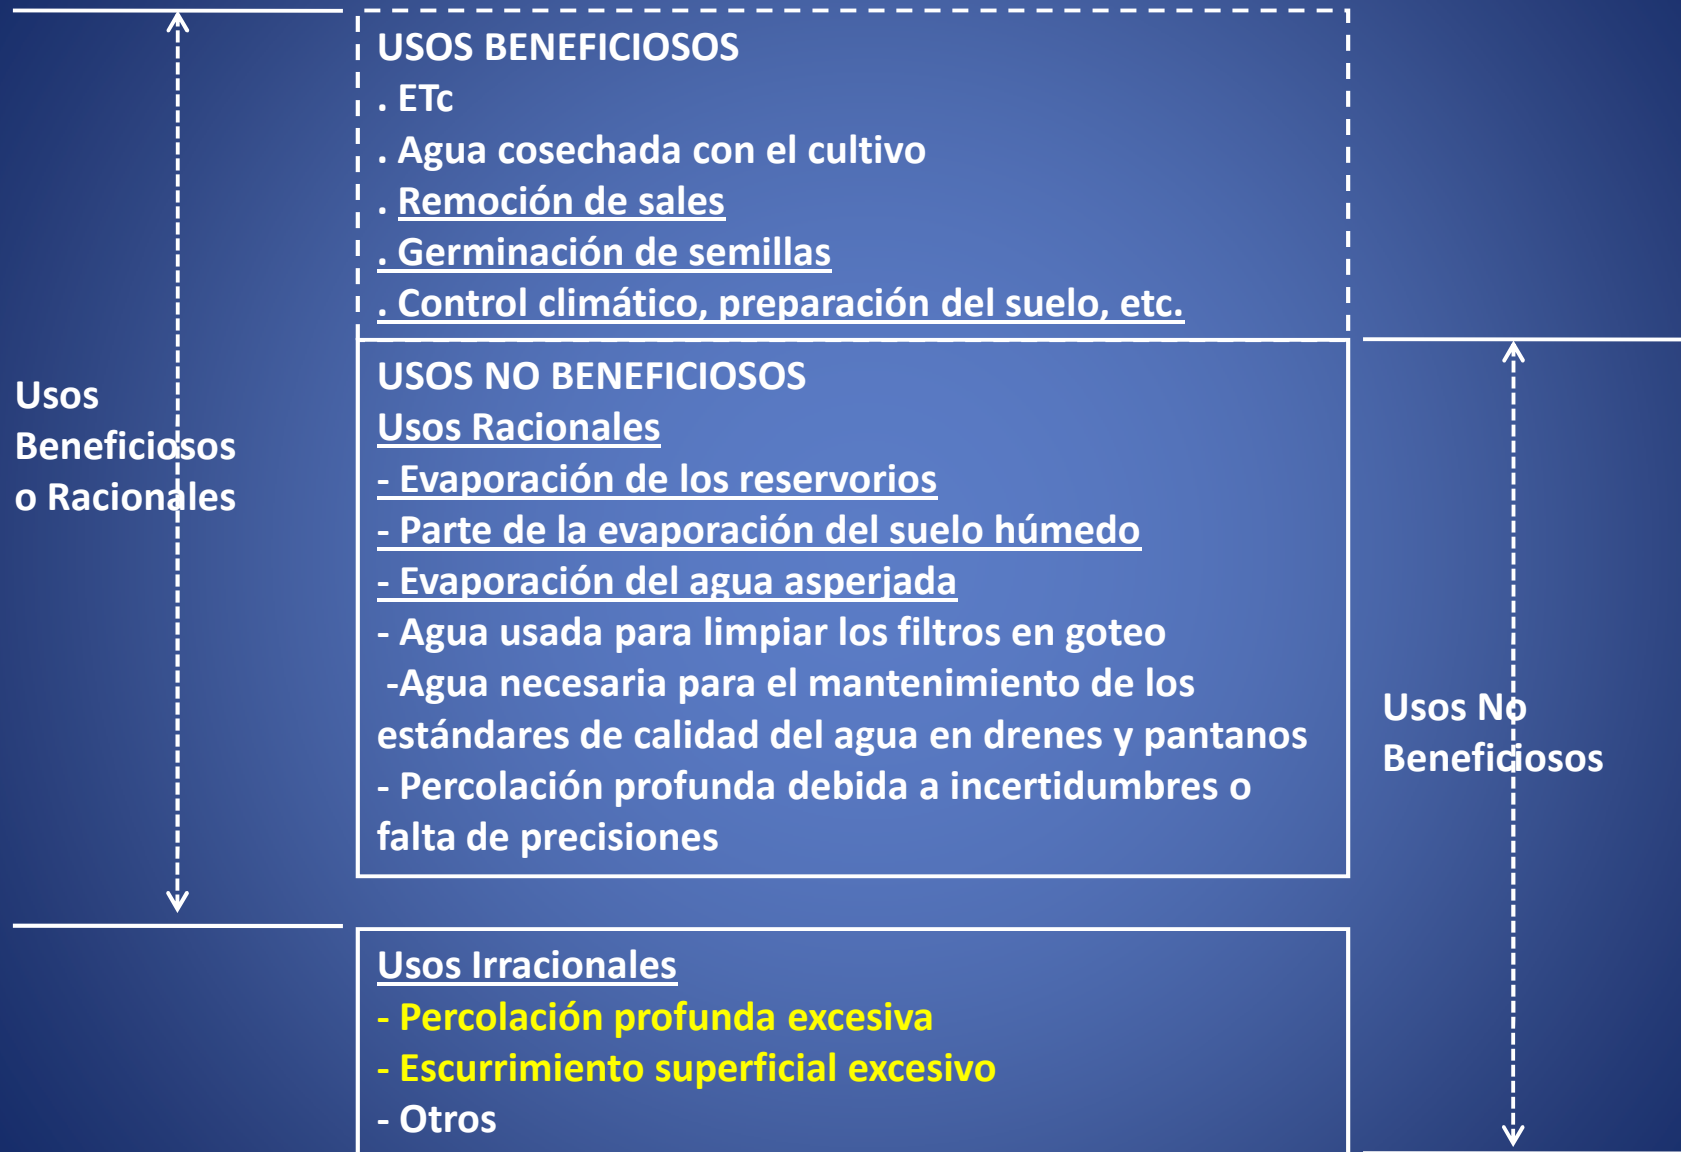 USOS BENEFICIOSOS
. ETc
. Agua cosechada con el cultivo
. Remoción de sales
. Germinación de semillas
. Control climático, preparación del suelo, etc.
USOS NO BENEFICIOSOS
Usos Racionales
- Evaporación de los reservorios
- Parte de la evaporación del suelo húmedo
- Evaporación del agua asperjada
- Agua usada para limpiar los filtros en goteo
-Agua necesaria para el mantenimiento de los
estándares de calidad del agua en drenes y pantanos
- Percolación profunda debida a incertidumbres o
falta de precisiones
Usos Irracionales
- Percolación profunda excesiva
- Escurrimiento superficial excesivo
- Otros
Usos
Beneficiosos
o Racionales
Usos No
Beneficiosos